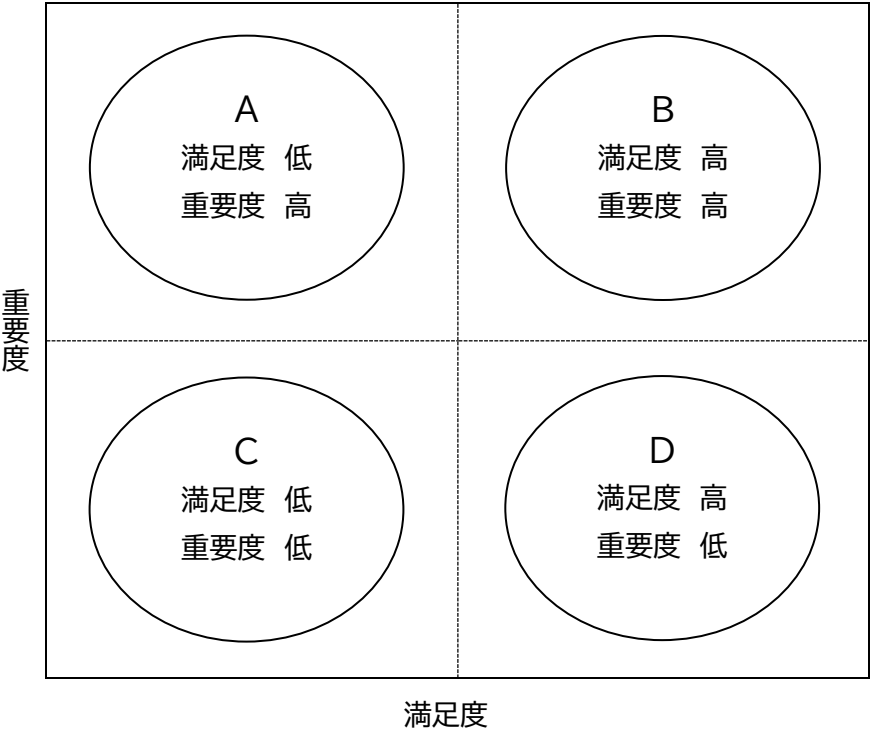 A
満足度 低
重要度 高
B
満足度 高
重要度 高
重要度
C
満足度 低
重要度 低
D
満足度 高
重要度 低
満足度